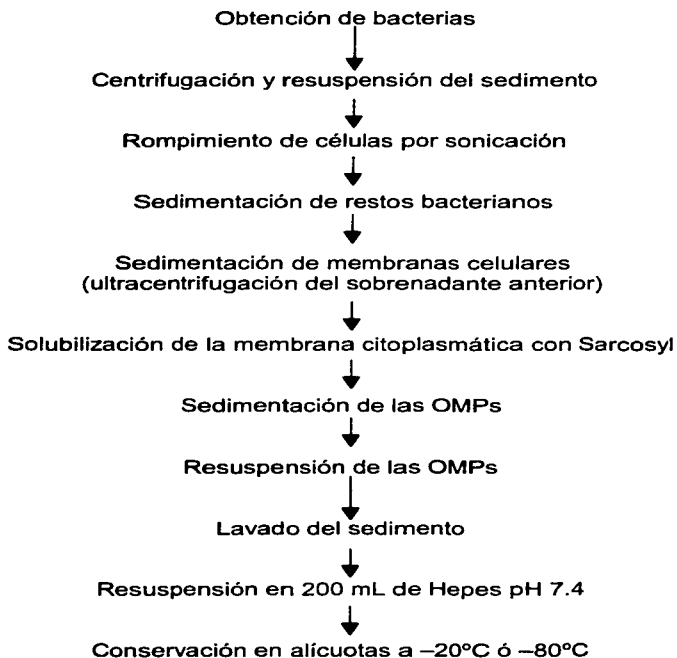 Obtención de bacterias
Centrifugación y resuspensión del sedimento
Rompimiento de células por sonicación
Sedimentación de restos bacterianos
Sedimentación de membranas celulares
(ultracentrifugación del sobrenadante anterior)
Solubilización de la membrana citoplasmática con Sarcosyl
Sedimentación de las OMPs
Resuspensión de las OMPs
Lavado del sedimento
Resuspensión en 200 mL de Hepes pH 7.4
Conservación en alícuotas a –20ºC ó –80ºC